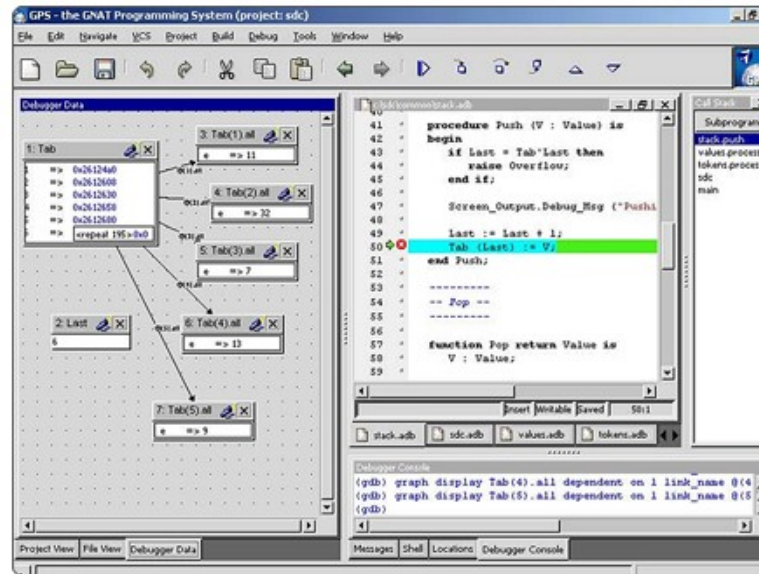 GPS - the GNAT Programming System (project: sdc)
File Edit Navigate VCS Project Build Debug Tools Window Help
Debugger Data
1: Tab
=> 0x26124a0
=> 0x2612608
=> 0x2612630
=> 0x2612658
=> 0x2612680
<repeat 195>0x0
3: Tab(1).all
e => 11
4: Tab(2).all
e => 32
5: Tab(3).all
e => 7
2: Last
6
6: Tab(4).all
e => 13
7: Tab(5).all
e => 9
Project View File View Debugger Data
c:\sdc\common\stack.adb
40
41 procedure Push (V : Value) is
42 begin
43 if Last = Tab'Last then
44 raise Overflow;
45 end if;
46
47 Screen_Output.Debug_Msg ("Pushi
48
49 Last := Last + 1;
50 Tab (Last) := V;
51 end Push;
52
53 ---------
54 -- Pop --
55 ---------
56
57 function Pop return Value is
58 V : Value;
59
Insert Writable Saved 50:1
stack.adb sdc.adb values.adb tokens.adb
Call Stack
Subprogram
stack.push
values.process
tokens.process
sdc
main
Debugger Console
(gdb) graph display Tab(4).all dependent on 1 link_name @(4
(gdb) graph display Tab(5).all dependent on 1 link_name @(5
(gdb)
Messages Shell Locations Debugger Console